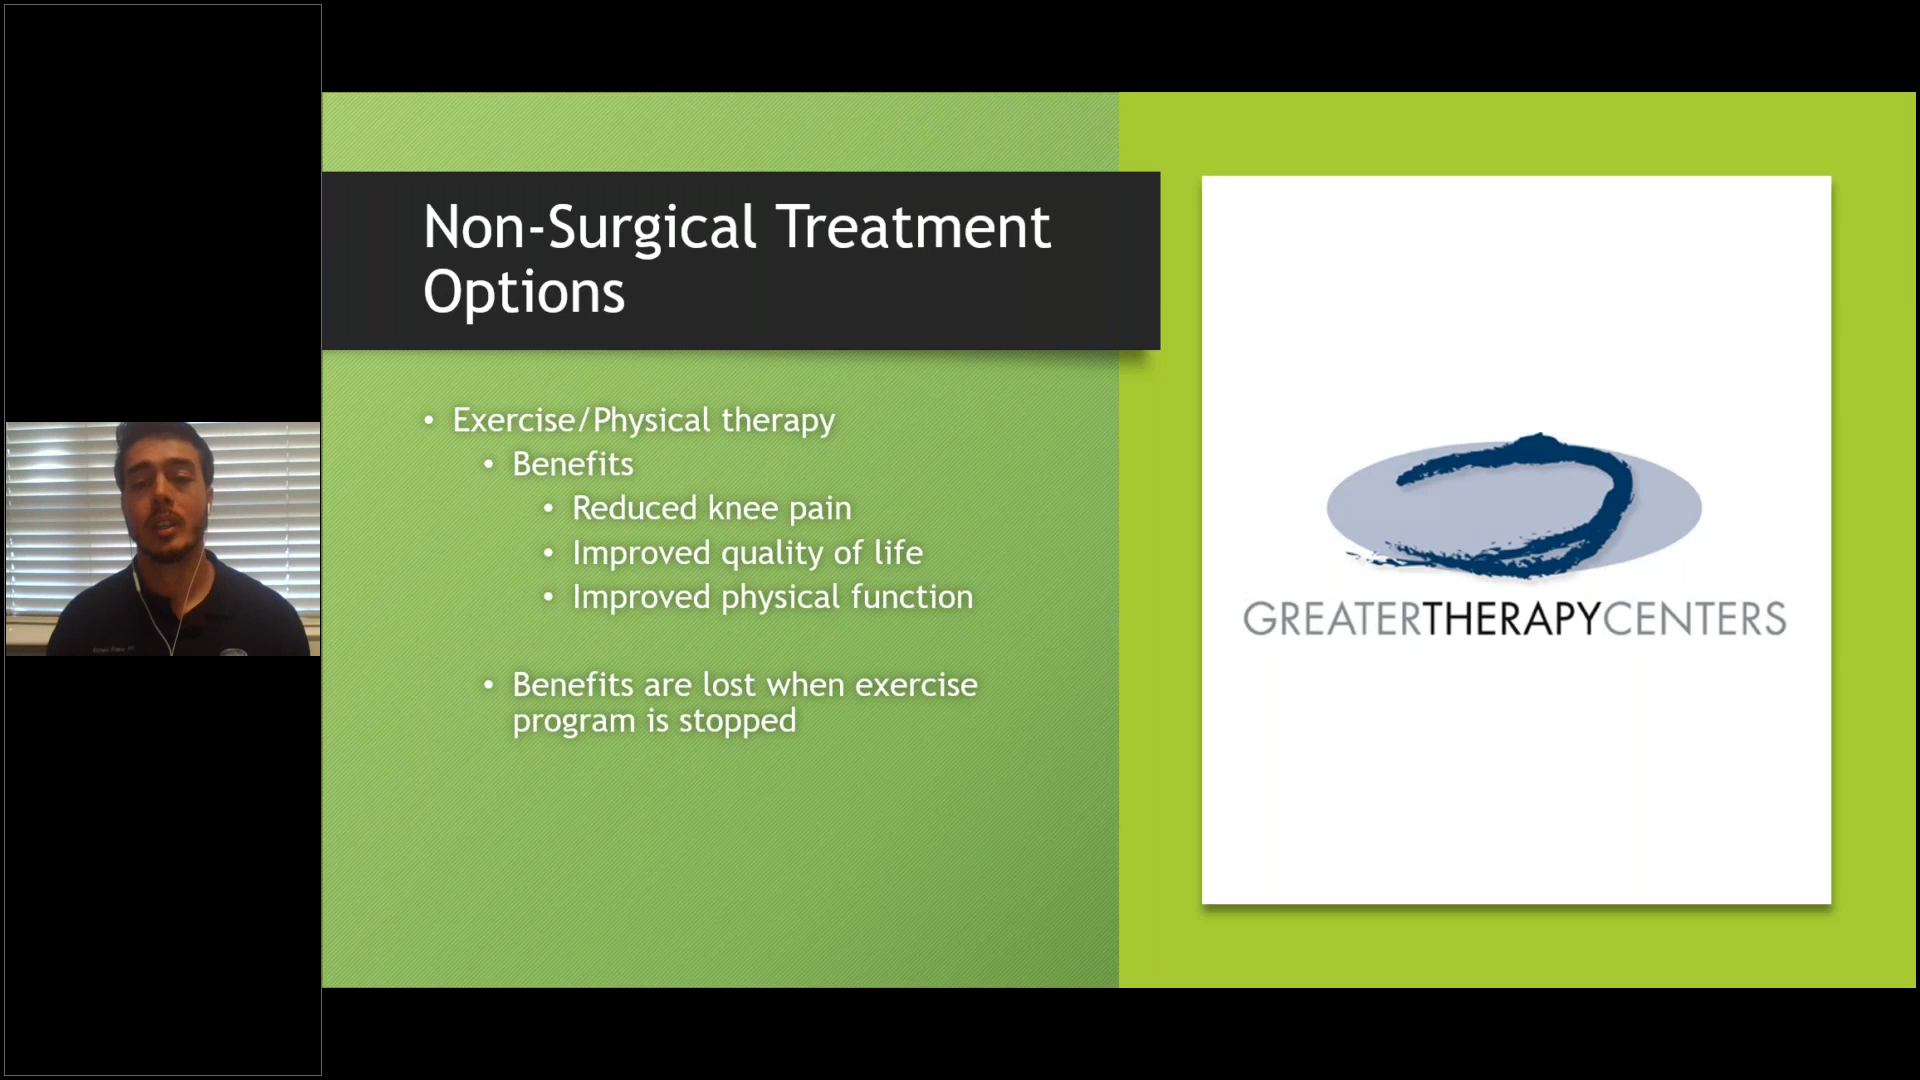 Non-Surgical Treatment
Options
• Exercise/Physical therapy
• Benefits
• Reduced knee pain
• Improved quality of life
• Improved physical function
• Benefits are lost when exercise
program is stopped
GREATERTHERAPYCENTERS